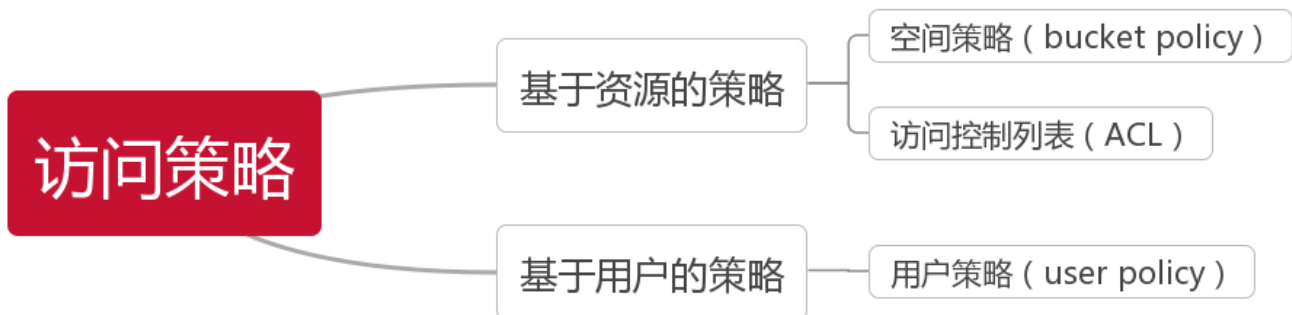 访问策略
基于资源的策略
空间策略（bucket policy）
访问控制列表（ACL）
基于用户的策略
用户策略（user policy）